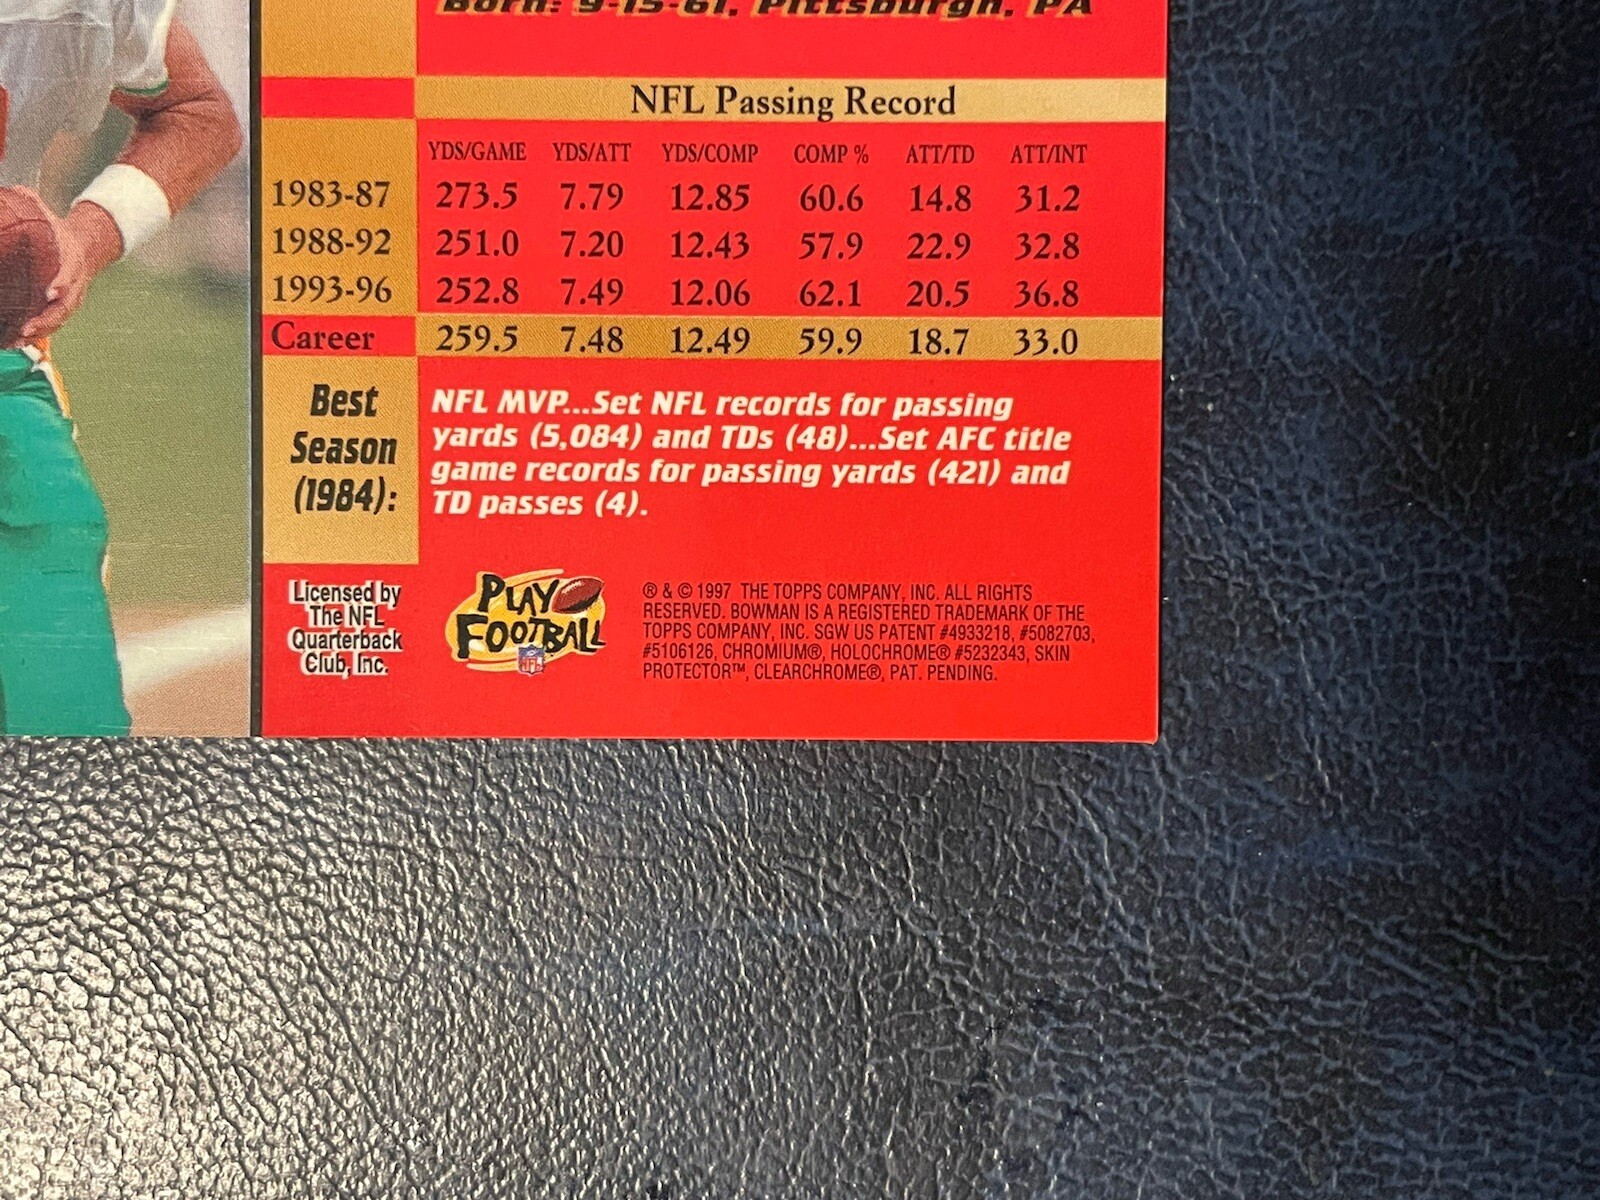 Born: 9-15-61, Pittsburgh, PA
NFL Passing Record
YDS/GAME YDS/ATT YDS/COMP COMP % ATT/TD ATT/INT
1983-87 273.5 7.79 12.85 60.6 14.8 31.2
1988-92 251.0 7.20 12.43 57.9 22.9 32.8
1993-96 252.8 7.49 12.06 62.1 20.5 36.8
Career 259.5 7.48 12.49 59.9 18.7 33.0
Best
Season
(1984):
NFL MVP...Set NFL records for passing
yards (5,084) and TDs (48)...Set AFC title
game records for passing yards (421) and
TD passes (4).
Licensed by
The NFL
Quarterback
Club, Inc.
PLAY
FOOTBALL
NFL
® & © 1997 THE TOPPS COMPANY, INC. ALL RIGHTS
RESERVED. BOWMAN IS A REGISTERED TRADEMARK OF THE
TOPPS COMPANY, INC. SGW US PATENT #4933218, #5082703,
#5106126, CHROMIUM®, HOLOCHROME® #5232343, SKIN
PROTECTOR™, CLEARCHROME®, PAT. PENDING.